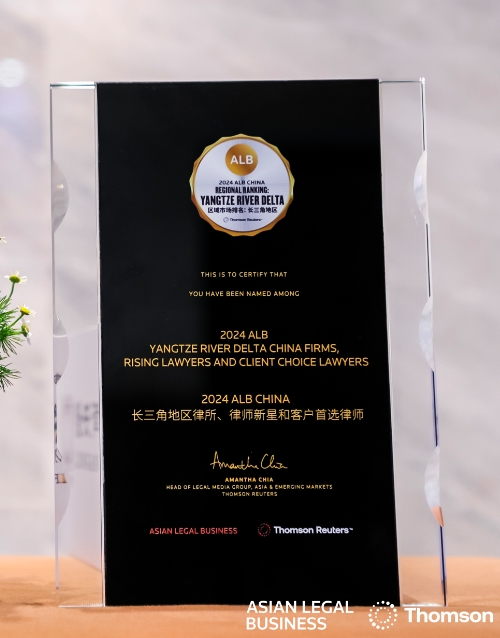 ALB
2024 ALB CHINA
REGIONAL RANKING:
YANGTZE RIVER DELTA
区域市场排名: 长三角地区
Thomson Reuters™
THIS IS TO CERTIFY THAT
YOU HAVE BEEN NAMED AMONG
2024 ALB
YANGTZE RIVER DELTA CHINA FIRMS,
RISING LAWYERS AND CLIENT CHOICE LAWYERS
2024 ALB CHINA
长三角地区律所、律师新星和客户首选律师
Amantha Chia
AMANTHA CHIA
HEAD OF LEGAL MEDIA GROUP, ASIA & EMERGING MARKETS
THOMSON REUTERS
ASIAN LEGAL BUSINESS
Thomson Reuters™
ASIAN LEGAL
BUSINESS
Thomson